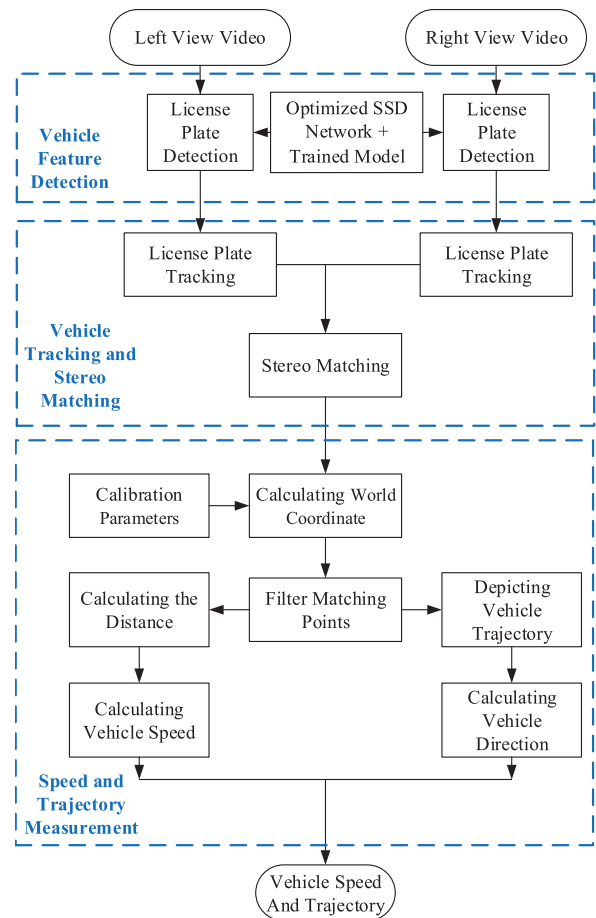 Left View Video
Right View Video
Vehicle
Feature
Detection
License
Plate
Detection
Optimized SSD
Network +
Trained Model
License
Plate
Detection
License Plate
Tracking
License Plate
Tracking
Vehicle
Tracking and
Stereo
Matching
Stereo Matching
Calibration
Parameters
Calculating World
Coordinate
Calculating the
Distance
Filter Matching
Points
Depicting
Vehicle
Trajectory
Calculating
Vehicle Speed
Calculating
Vehicle
Direction
Speed and
Trajectory
Measurement
Vehicle Speed
And Trajectory